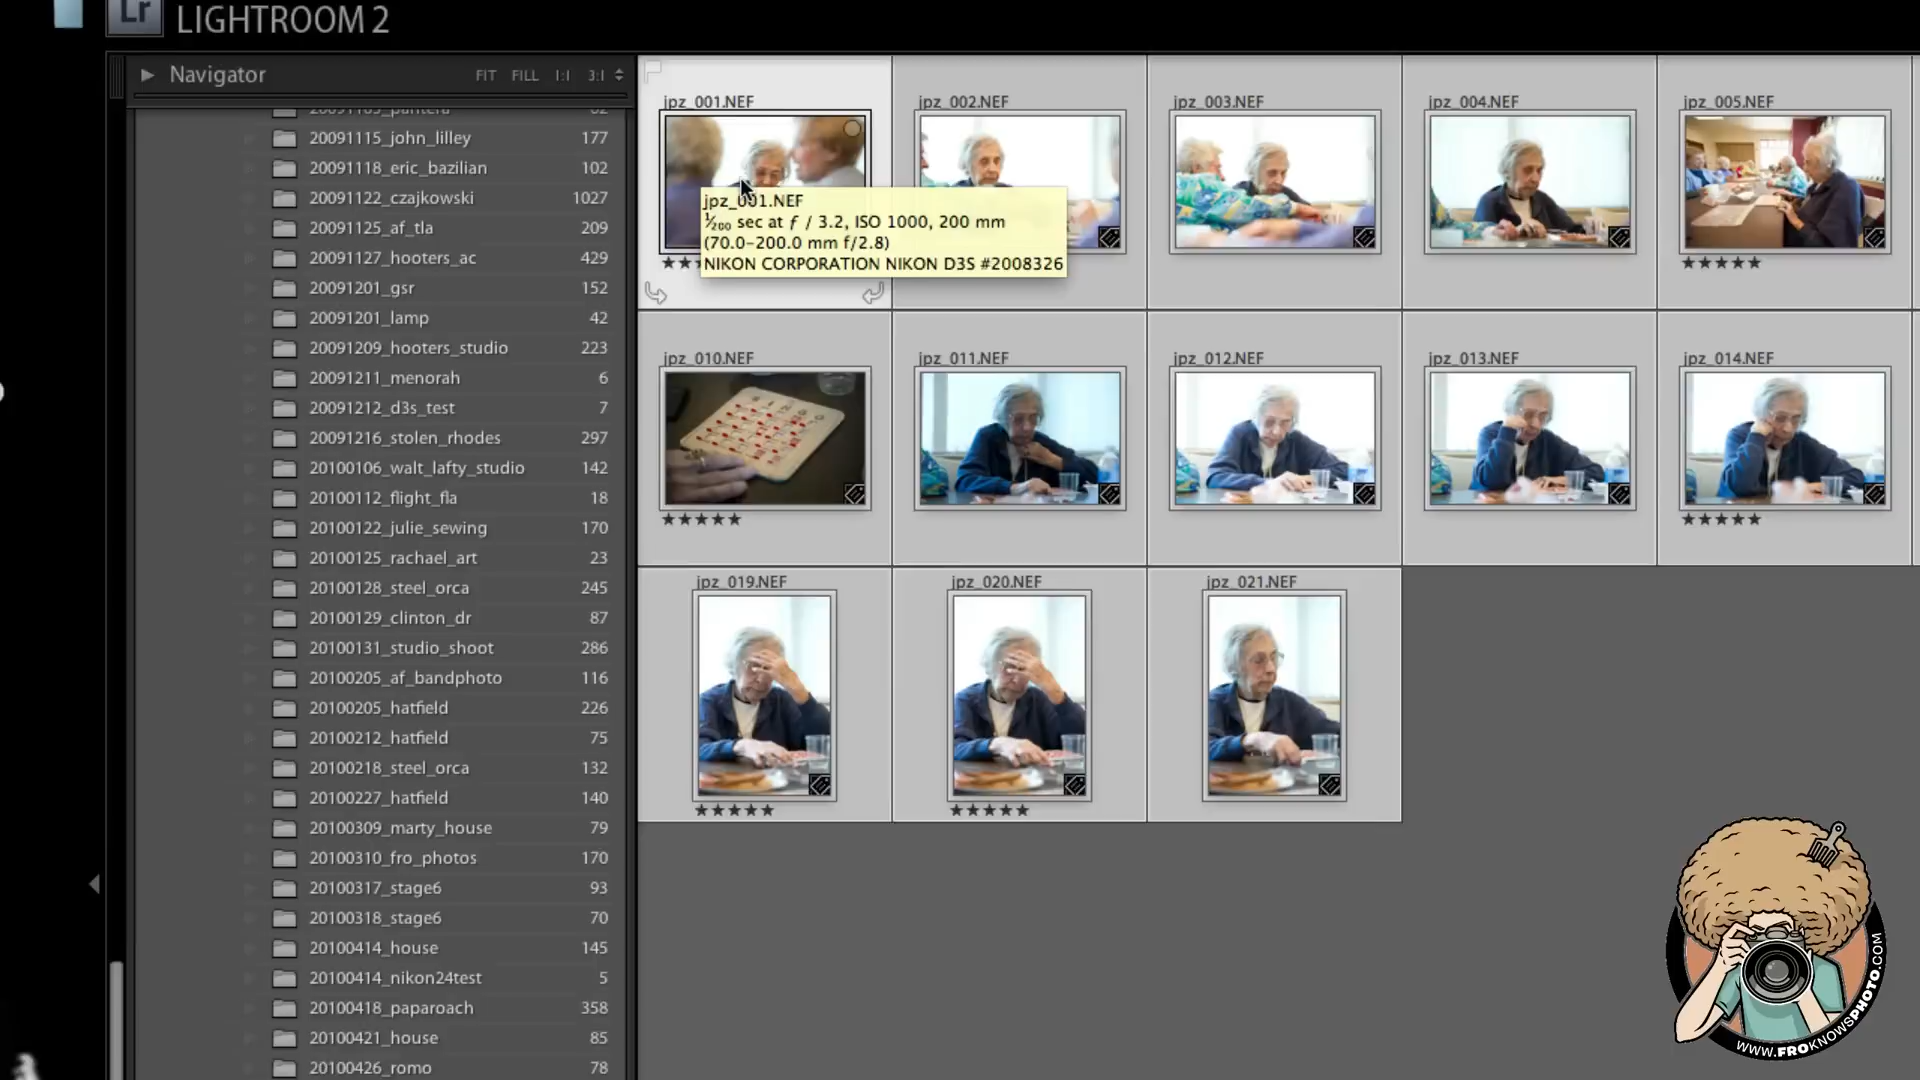 Lr LIGHTROOM 2
Navigator FIT FILL 1:1 3:1
20091105_pantera 62
20091115_john_lilley 177
20091118_eric_bazilian 102
20091122_czajkowski 1027
20091125_af_tla 209
20091127_hooters_ac 429
20091201_gsr 152
20091201_lamp 42
20091209_hooters_studio 223
20091211_menorah 6
20091212_d3s_test 7
20091216_stolen_rhodes 297
20100106_walt_lafty_studio 142
20100112_flight_fla 18
20100122_julie_sewing 170
20100125_rachael_art 23
20100128_steel_orca 245
20100129_clinton_dr 87
20100131_studio_shoot 286
20100205_af_bandphoto 116
20100205_hatfield 226
20100212_hatfield 75
20100218_steel_orca 132
20100227_hatfield 140
20100309_marty_house 79
20100310_fro_photos 170
20100317_stage6 93
20100318_stage6 70
20100414_house 145
20100414_nikon24test 5
20100418_paparoach 358
20100421_house 85
20100426_romo 78
jpz_001.NEF jpz_002.NEF jpz_003.NEF jpz_004.NEF jpz_005.NEF
jpz_001.NEF
1/200 sec at f / 3.2, ISO 1000, 200 mm
(70.0-200.0 mm f/2.8)
NIKON CORPORATION NIKON D3S #2008326
jpz_010.NEF jpz_011.NEF jpz_012.NEF jpz_013.NEF jpz_014.NEF
BINGO
jpz_019.NEF jpz_020.NEF jpz_021.NEF
WWW.FROKNOWSPHOTO.COM